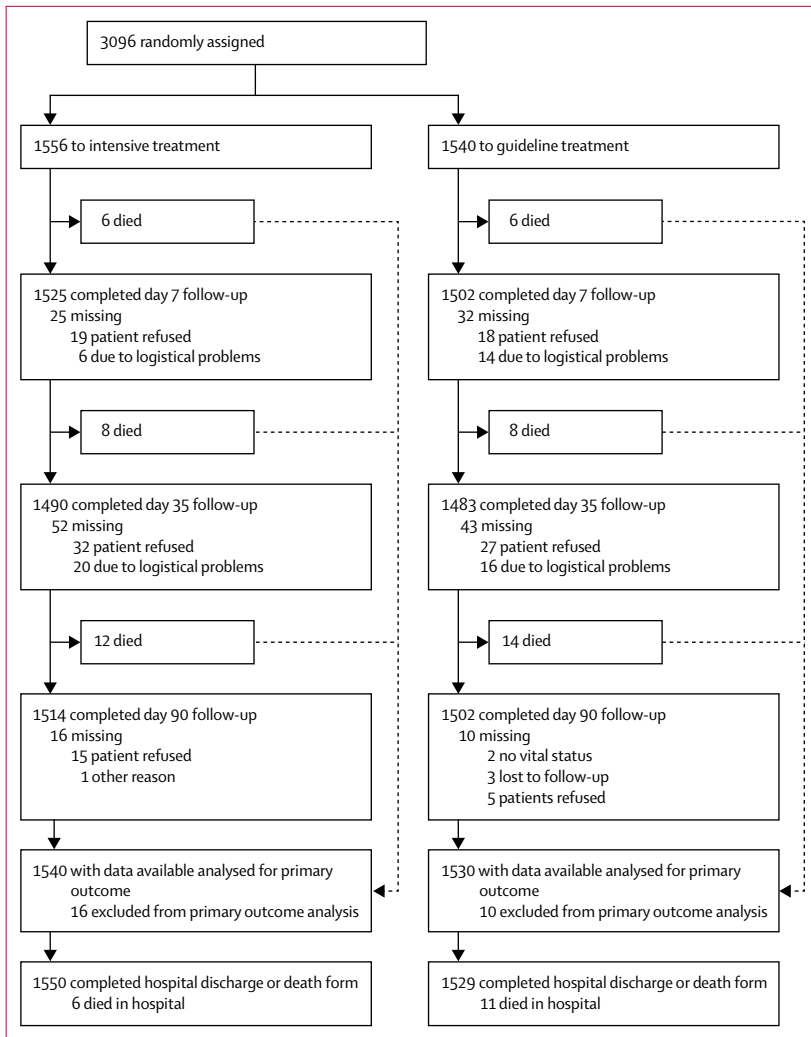 3096 randomly assigned
1556 to intensive treatment
6 died
1525 completed day 7 follow-up
25 missing
19 patient refused
6 due to logistical problems
8 died
1490 completed day 35 follow-up
52 missing
32 patient refused
20 due to logistical problems
12 died
1514 completed day 90 follow-up
16 missing
15 patient refused
1 other reason
1540 with data available analysed for primary
outcome
16 excluded from primary outcome analysis
1550 completed hospital discharge or death form
6 died in hospital
1540 to guideline treatment
6 died
1502 completed day 7 follow-up
32 missing
18 patient refused
14 due to logistical problems
8 died
1483 completed day 35 follow-up
43 missing
27 patient refused
16 due to logistical problems
14 died
1502 completed day 90 follow-up
10 missing
2 no vital status
3 lost to follow-up
5 patients refused
1530 with data available analysed for primary
outcome
10 excluded from primary outcome analysis
1529 completed hospital discharge or death form
11 died in hospital